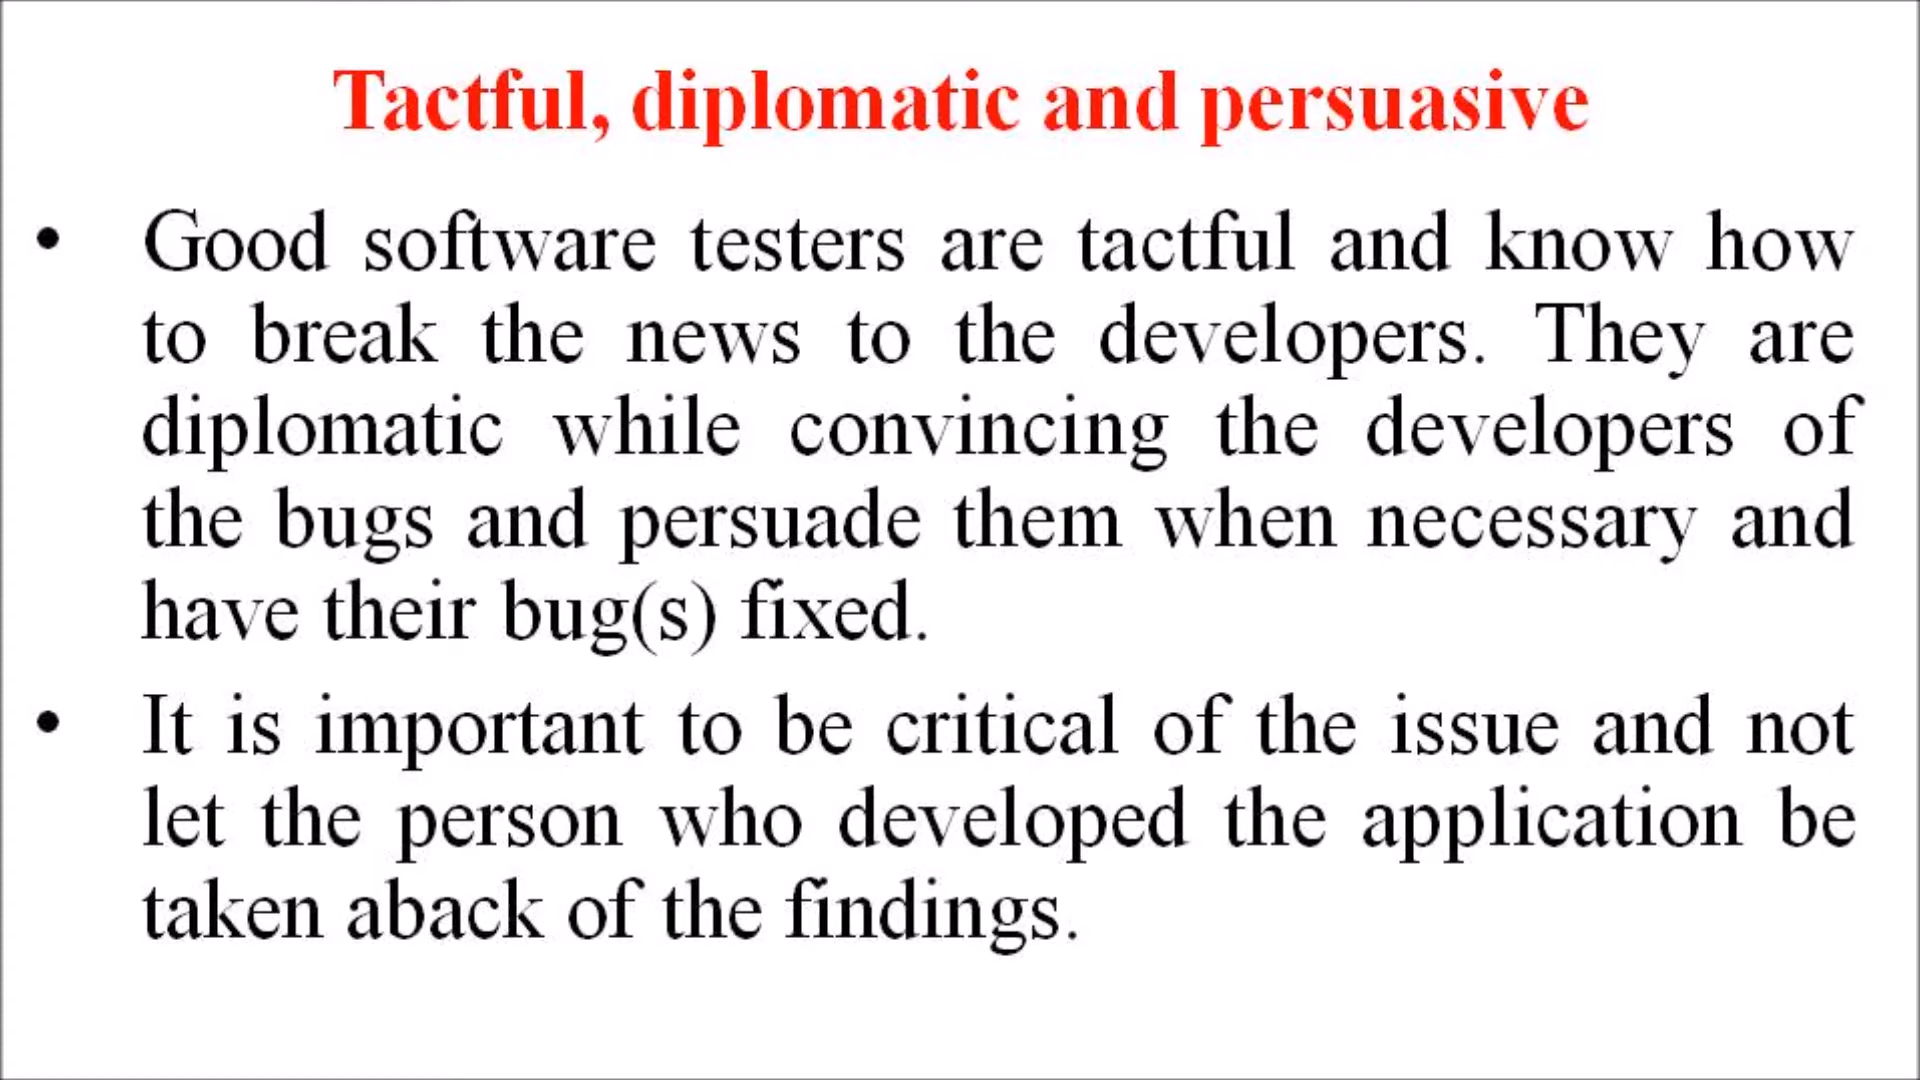 Tactful, diplomatic and persuasive
• Good software testers are tactful and know how
to break the news to the developers. They are
diplomatic while convincing the developers of
the bugs and persuade them when necessary and
have their bug(s) fixed.
• It is important to be critical of the issue and not
let the person who developed the application be
taken aback of the findings.